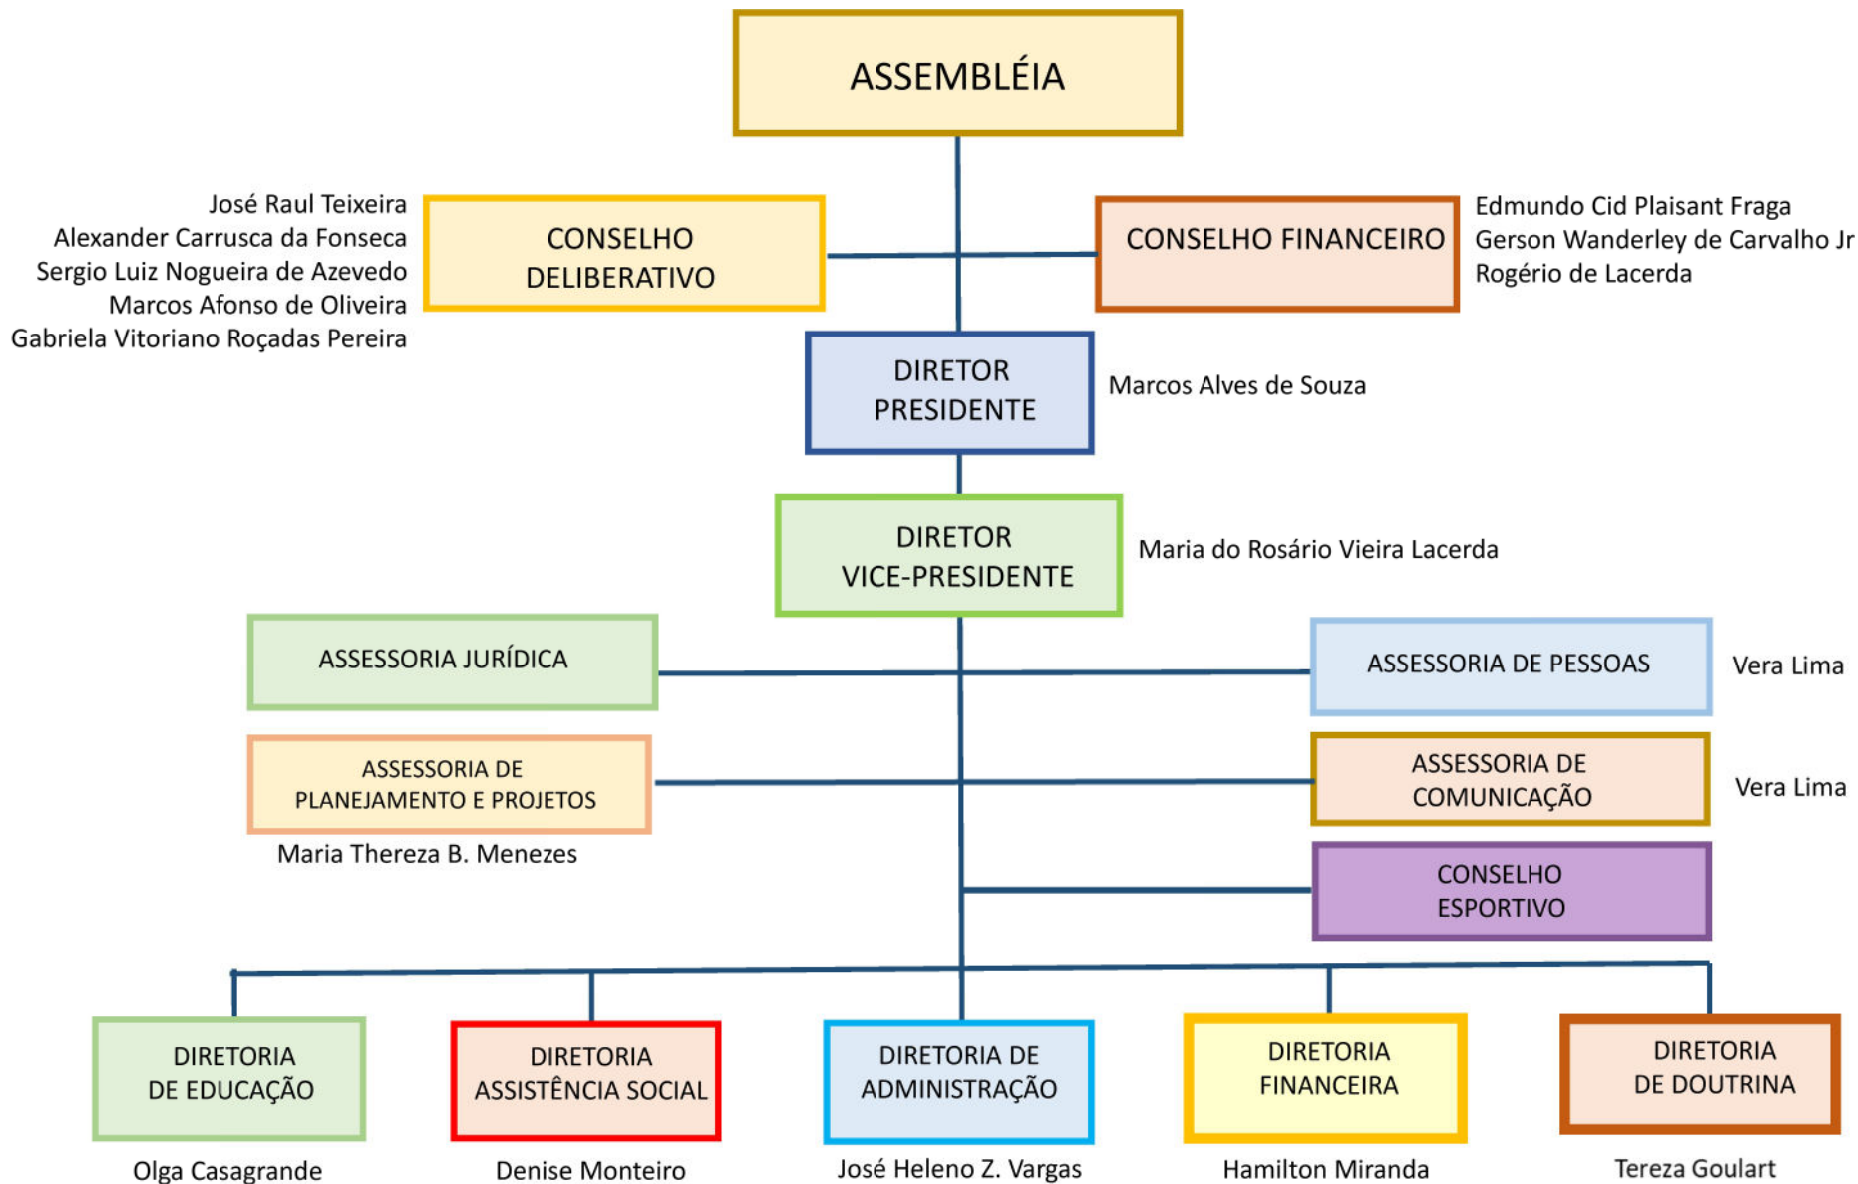 ASSEMBLÉIA
José Raul Teixeira
Alexander Carrusca da Fonseca
Sergio Luiz Nogueira de Azevedo
Marcos Afonso de Oliveira
Gabriela Vitoriano Roçadas Pereira
CONSELHO
DELIBERATIVO
CONSELHO FINANCEIRO
Edmundo Cid Plaisant Fraga
Gerson Wanderley de Carvalho Jr
Rogério de Lacerda
DIRETOR
PRESIDENTE
Marcos Alves de Souza
DIRETOR
VICE-PRESIDENTE
Maria do Rosário Vieira Lacerda
ASSESSORIA JURÍDICA
ASSESSORIA DE PESSOAS
Vera Lima
ASSESSORIA DE
PLANEJAMENTO E PROJETOS
Maria Thereza B. Menezes
ASSESSORIA DE
COMUNICAÇÃO
Vera Lima
CONSELHO
ESPORTIVO
DIRETORIA
DE EDUCAÇÃO
Olga Casagrande
DIRETORIA
ASSISTÊNCIA SOCIAL
Denise Monteiro
DIRETORIA DE
ADMINISTRAÇÃO
José Heleno Z. Vargas
DIRETORIA
FINANCEIRA
Hamilton Miranda
DIRETORIA
DE DOUTRINA
Tereza Goulart